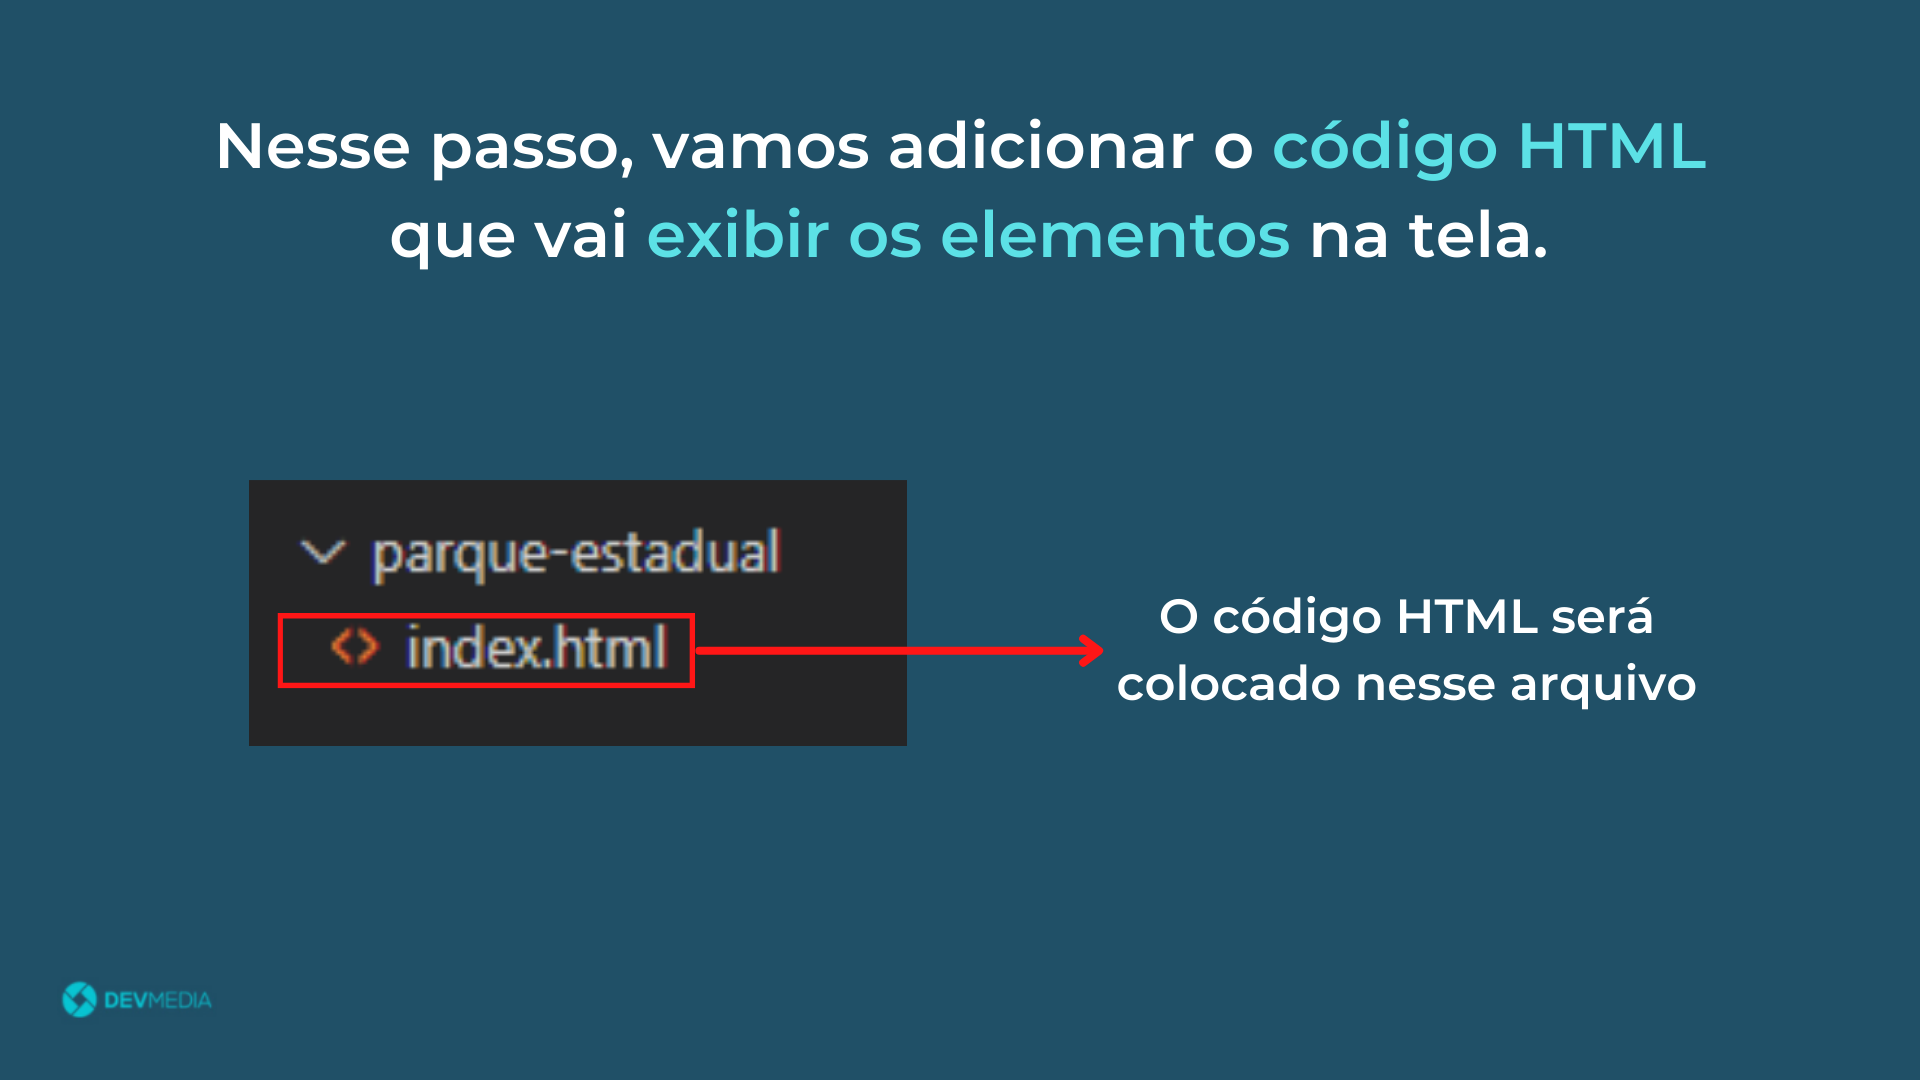 Nesse passo, vamos adicionar o código HTML
que vai exibir os elementos na tela.
parque-estadual
<> index.html
O código HTML será
colocado nesse arquivo
DEVMEDIA